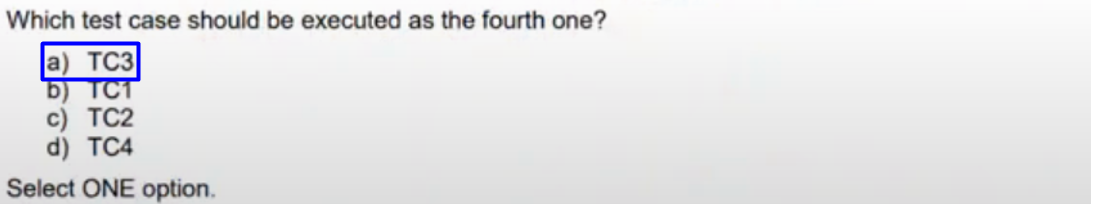 Which test case should be executed as the fourth one?
a) TC3
b) TC1
c) TC2
d) TC4
Select ONE option.